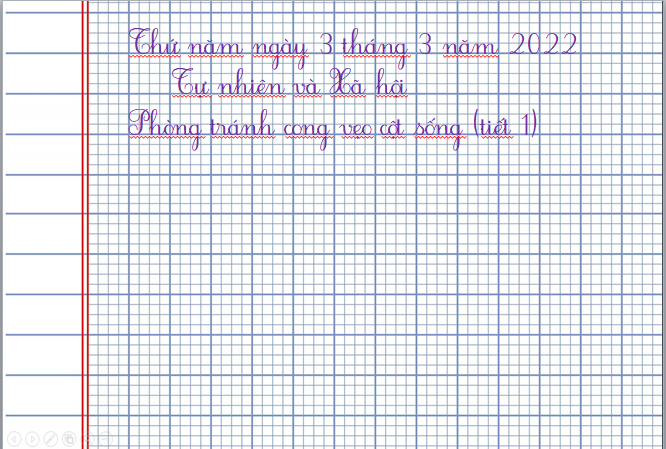 Thứ năm ngày 3 tháng 3 năm 2022
Tự nhiên và Xã hội
Phòng tránh cong vẹo cột sống (tiết 1)